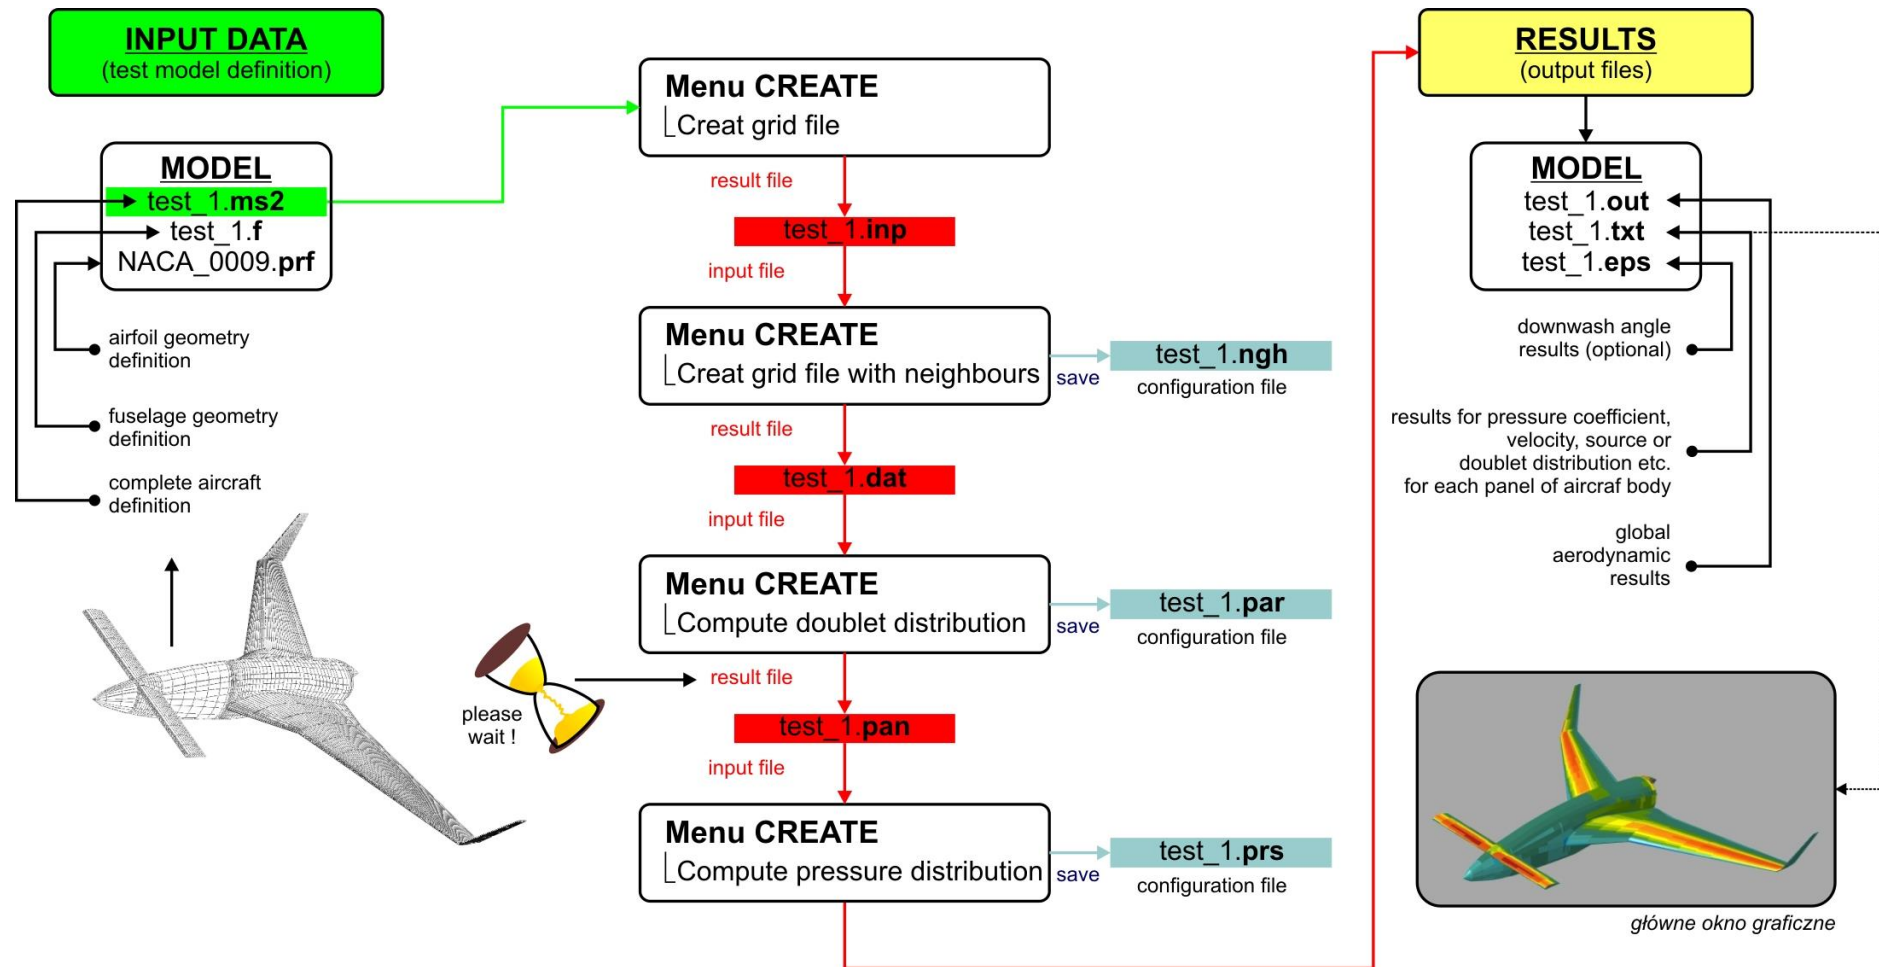 INPUT DATA
(test model definition)
MODEL
test_1.ms2
test_1.f
NACA_0009.prf
airfoil geometry
definition
fuselage geometry
definition
complete aircraft
definition
Menu CREATE
Creat grid file
result file
test_1.inp
input file
Menu CREATE
Creat grid file with neighbours
save
test_1.ngh
configuration file
result file
test_1.dat
input file
Menu CREATE
Compute doublet distribution
save
test_1.par
configuration file
please
wait !
result file
test_1.pan
input file
Menu CREATE
Compute pressure distribution
save
test_1.prs
configuration file
RESULTS
(output files)
MODEL
test_1.out
test_1.txt
test_1.eps
downwash angle
results (optional)
results for pressure coefficient,
velocity, source or
doublet distribution etc.
for each panel of aircraf body
global
aerodynamic
results
główne okno graficzne